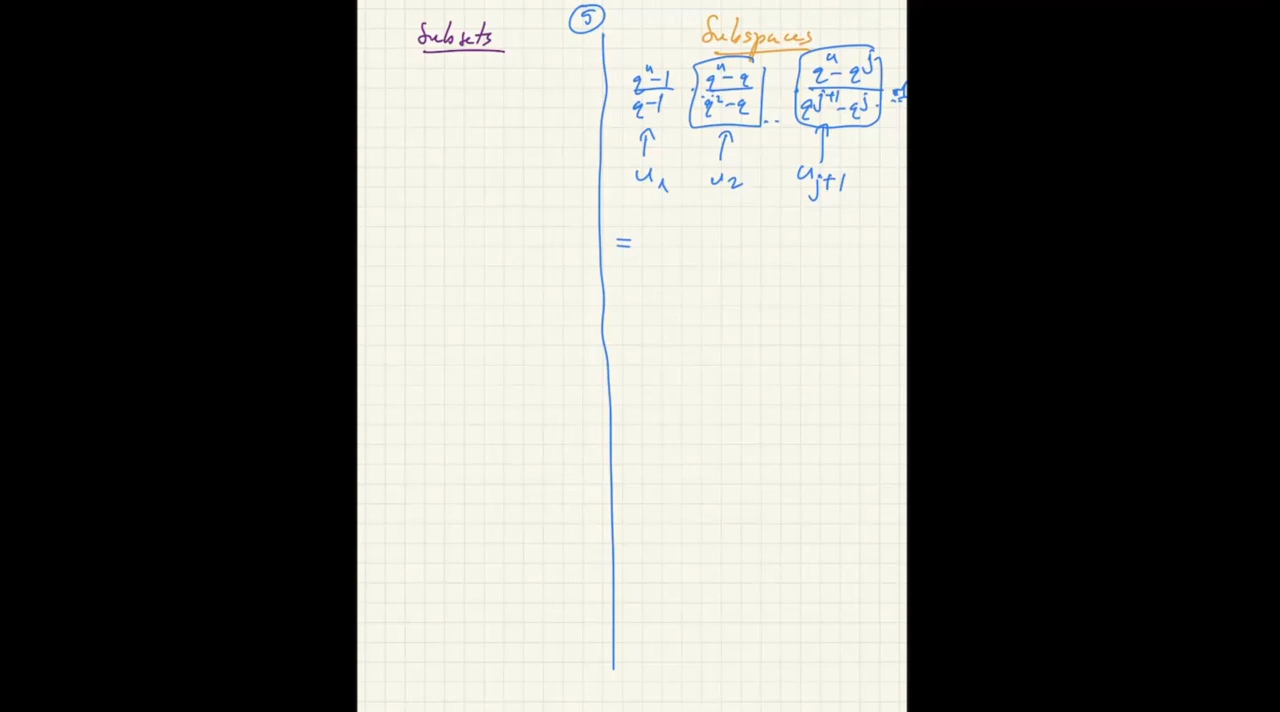 5
Subsets
Subspaces
q^n - 1 / q - 1 · q^n - q / q^2 - q ... q^n - q^j / q^{j+1} - q^j ..
↑ ↑ ↑
u_1 u_2 u_{j+1}
=